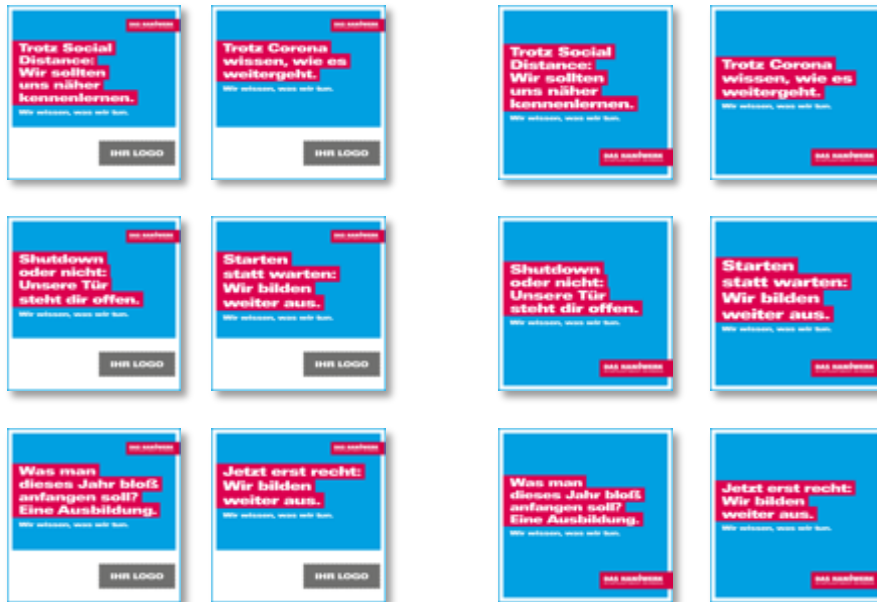 DAS HANDWERK
Trotz Social
Distance:
Wir sollten
uns näher
kennenlernen.
Wir wissen, was wir tun.
IHR LOGO
DAS HANDWERK
Trotz Corona
wissen, wie es
weitergeht.
Wir wissen, was wir tun.
IHR LOGO
Trotz Social
Distance:
Wir sollten
uns näher
kennenlernen.
Wir wissen, was wir tun.
DAS HANDWERK
Trotz Corona
wissen, wie es
weitergeht.
Wir wissen, was wir tun.
DAS HANDWERK
DAS HANDWERK
Shutdown
oder nicht:
Unsere Tür
steht dir offen.
Wir wissen, was wir tun.
IHR LOGO
DAS HANDWERK
Starten
statt warten:
Wir bilden
weiter aus.
Wir wissen, was wir tun.
IHR LOGO
Shutdown
oder nicht:
Unsere Tür
steht dir offen.
Wir wissen, was wir tun.
DAS HANDWERK
Starten
statt warten:
Wir bilden
weiter aus.
Wir wissen, was wir tun.
DAS HANDWERK
DAS HANDWERK
Was man
dieses Jahr bloß
anfangen soll?
Eine Ausbildung.
Wir wissen, was wir tun.
IHR LOGO
DAS HANDWERK
Jetzt erst recht:
Wir bilden
weiter aus.
Wir wissen, was wir tun.
IHR LOGO
Was man
dieses Jahr bloß
anfangen soll?
Eine Ausbildung.
Wir wissen, was wir tun.
DAS HANDWERK
Jetzt erst recht:
Wir bilden
weiter aus.
Wir wissen, was wir tun.
DAS HANDWERK